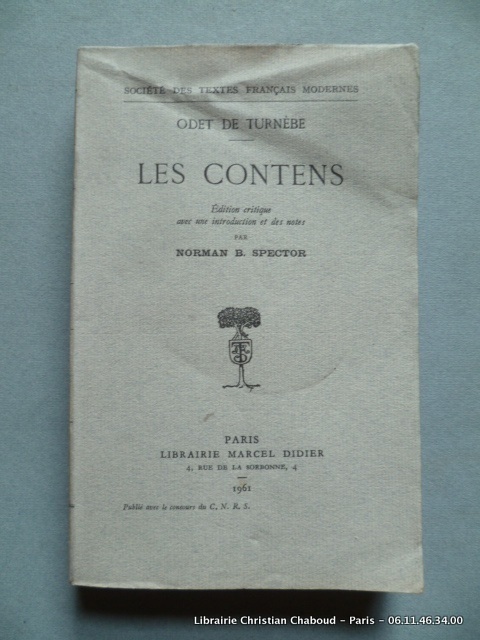 SOCIÉTÉ DES TEXTES FRANÇAIS MODERNES
ODET DE TURNÈBE
LES CONTENS
Édition critique
avec une introduction et des notes
PAR
NORMAN B. SPECTOR
PARIS
LIBRAIRIE MARCEL DIDIER
4, RUE DE LA SORBONNE, 4
1961
Publié avec le concours du C. N. R. S.
Librairie Christian Chaboud - Paris - 06.11.46.34.00